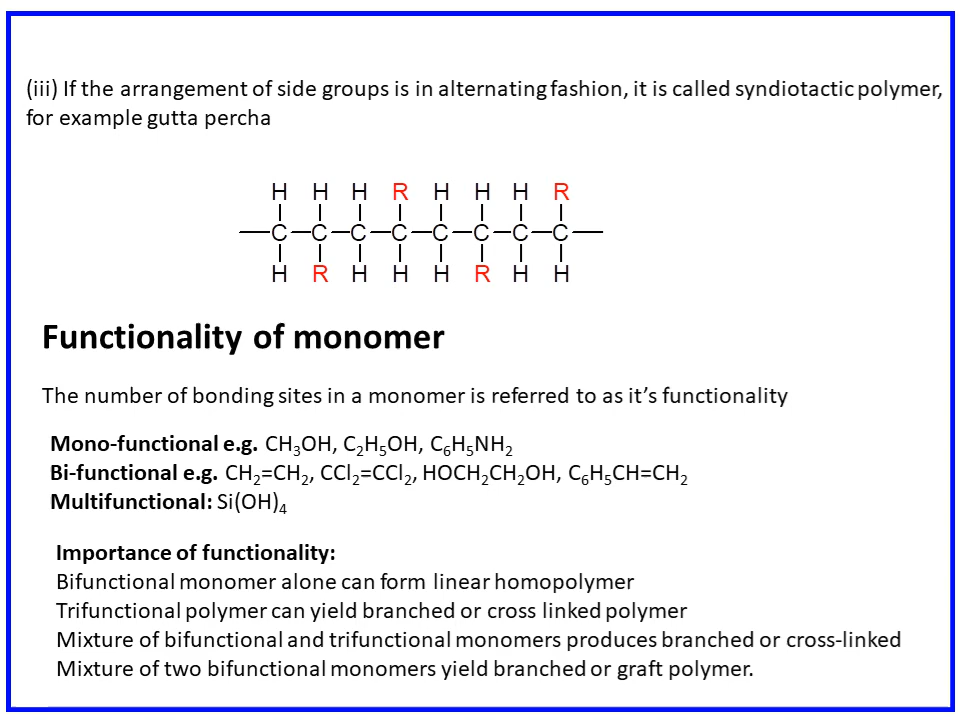 (iii) If the arrangement of side groups is in alternating fashion, it is called syndiotactic polymer,
for example gutta percha
H H H R H H H R
–C–C–C–C–C–C–C–C–
H R H H H R H H
Functionality of monomer
The number of bonding sites in a monomer is referred to as it’s functionality
Mono-functional e.g. CH₃OH, C₂H₅OH, C₆H₅NH₂
Bi-functional e.g. CH₂=CH₂, CCl₂=CCl₂, HOCH₂CH₂OH, C₆H₅CH=CH₂
Multifunctional: Si(OH)₄
Importance of functionality:
Bifunctional monomer alone can form linear homopolymer
Trifunctional polymer can yield branched or cross linked polymer
Mixture of bifunctional and trifunctional monomers produces branched or cross-linked
Mixture of two bifunctional monomers yield branched or graft polymer.